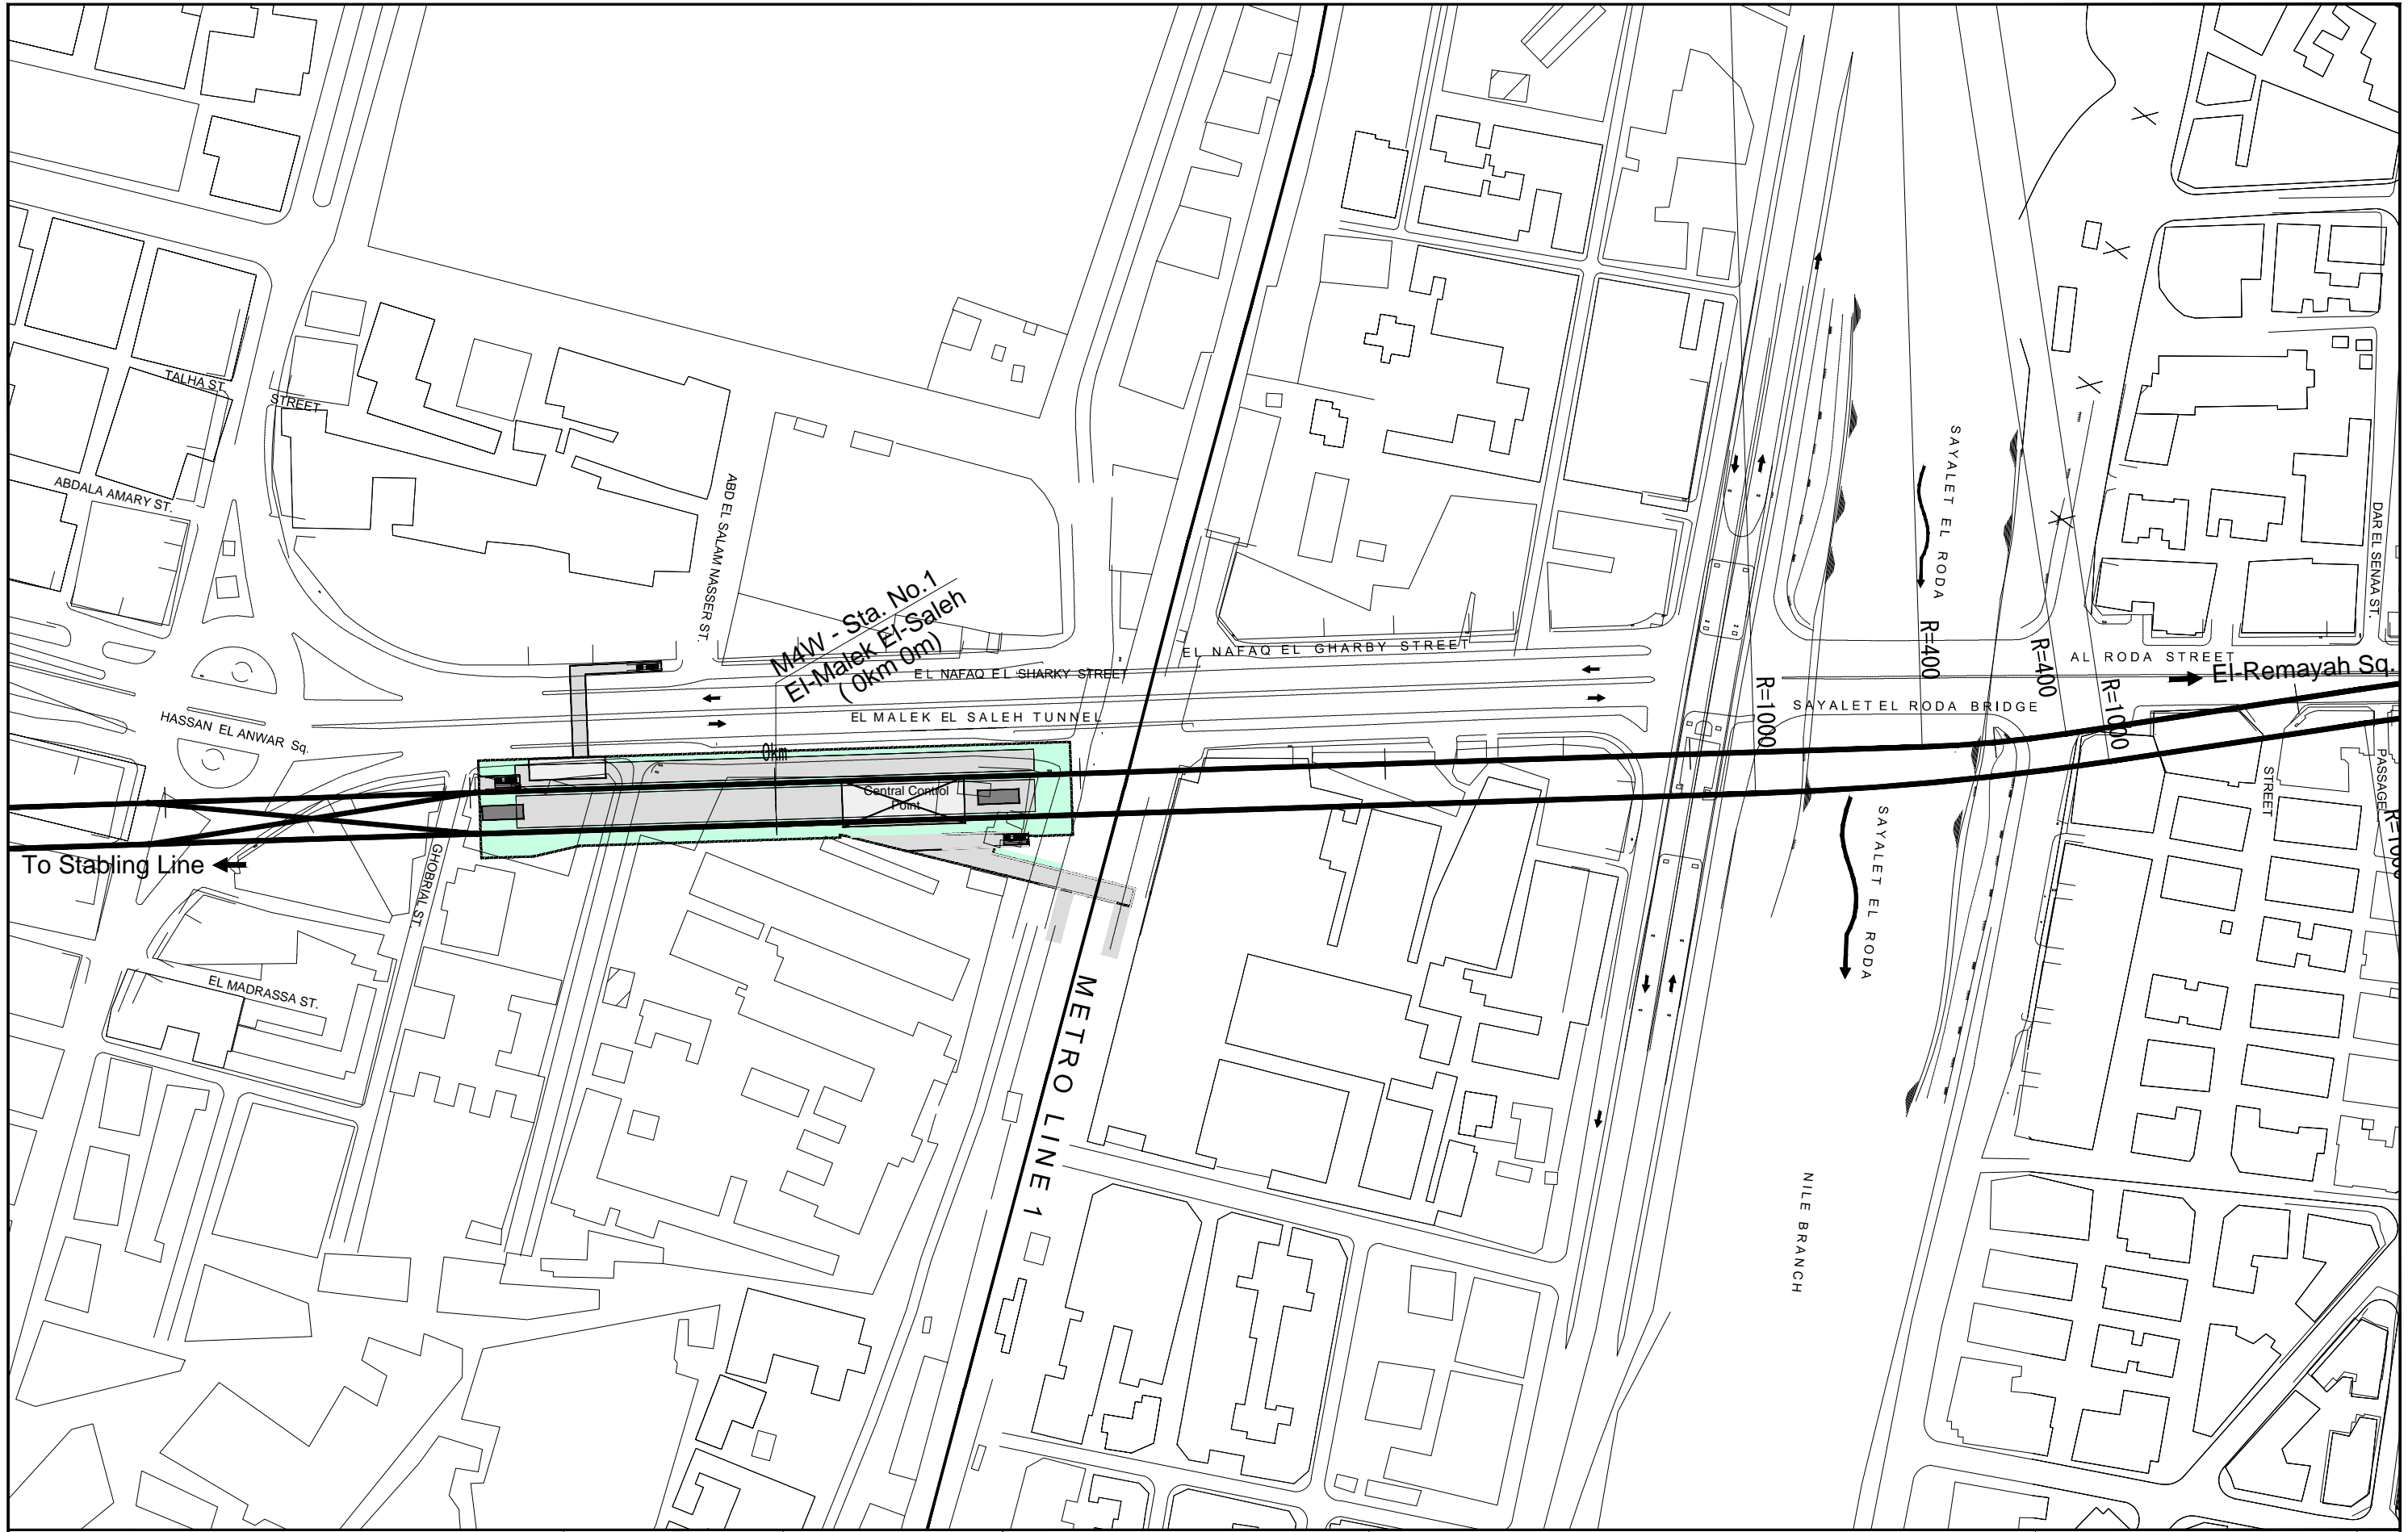 TALHA ST.
STREET
ABDALA AMARY ST.
ABD EL SALAM NASSER ST.
HASSAN EL ANWAR Sq.
M4W - Sta. No.1
El-Malek El-Saleh
( 0km 0m)
EL NAFAQ EL GHARBY STREET
EL NAFAQ EL SHARKY STREET
EL MALEK EL SALEH TUNNEL
0km
Central Control
Point
To Stabling Line
GHOBRIAL ST.
EL MADRASSA ST.
METRO LINE 1
SAYALET EL RODA
R=1000
R=400
R=400
R=1000
AL RODA STREET
El-Remayah Sq.
SAYALET EL RODA BRIDGE
DAR EL SENAA ST.
STREET
PASSAGE
SAYALET EL RODA
NILE BRANCH